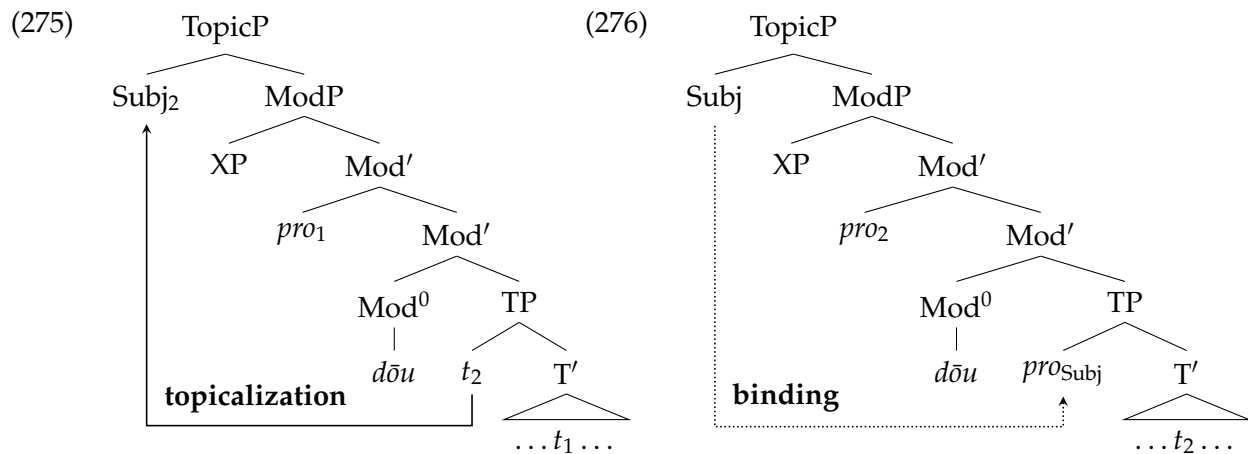 (275) TopicP (276) TopicP
Subj₂ ModP Subj ModP
XP Mod′ XP Mod′
pro₁ Mod′ pro₂ Mod′
Mod⁰ TP Mod⁰ TP
dōu t₂ T′ dōu pro_Subj T′
topicalization binding
… t₁ … … t₂ …